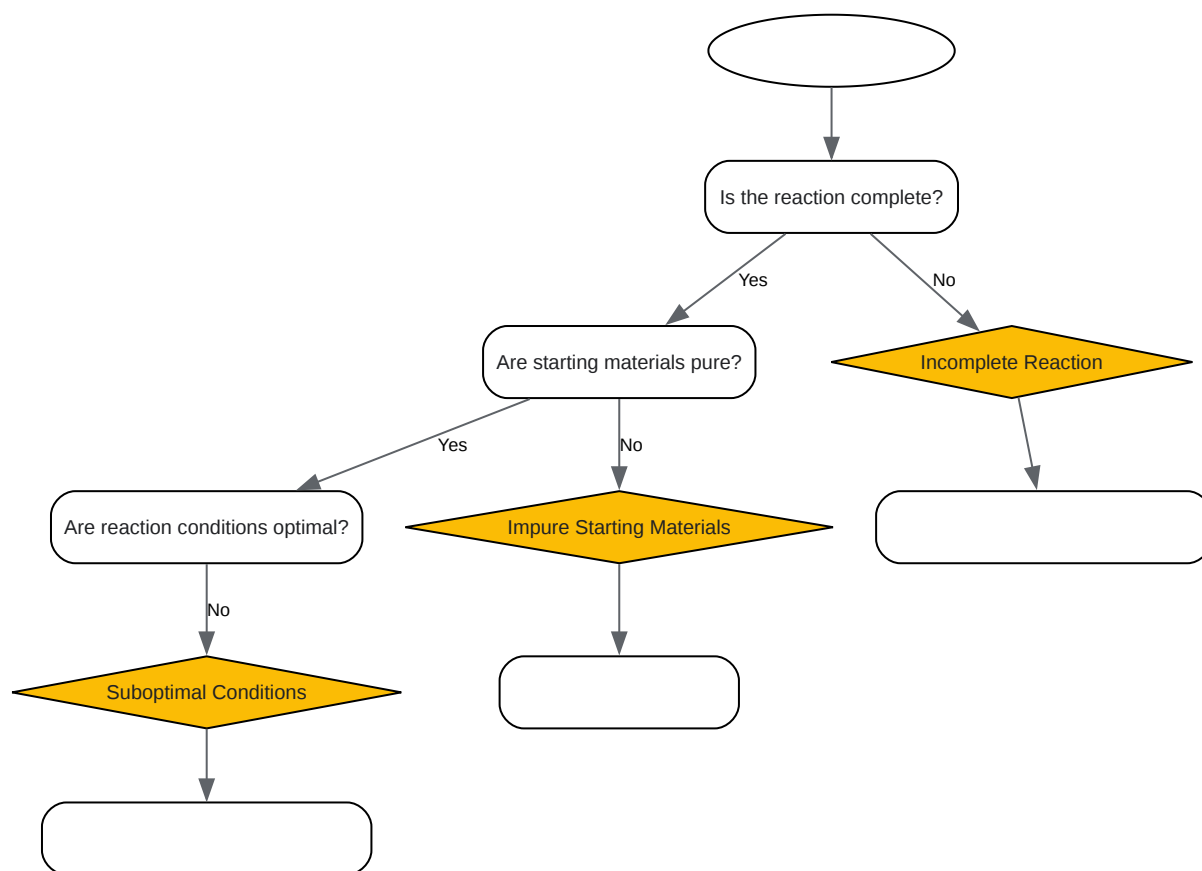 Is the reaction complete?
Yes
No
Are starting materials pure?
Incomplete Reaction
Yes
No
Are reaction conditions optimal?
Impure Starting Materials
No
Suboptimal Conditions